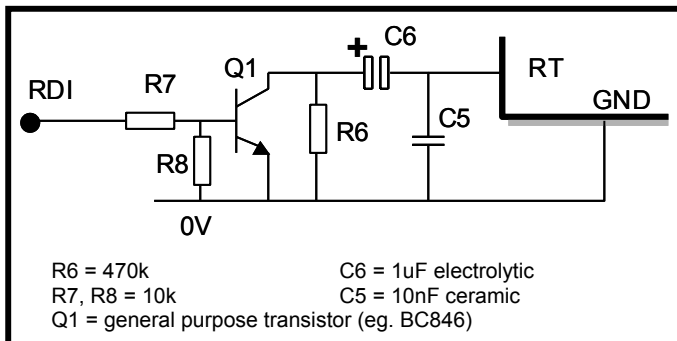 + C6
R7 Q1 RT
RDI GND
R6 C5
R8
0V
R6 = 470k C6 = 1uF electrolytic
R7, R8 = 10k C5 = 10nF ceramic
Q1 = general purpose transistor (eg. BC846)